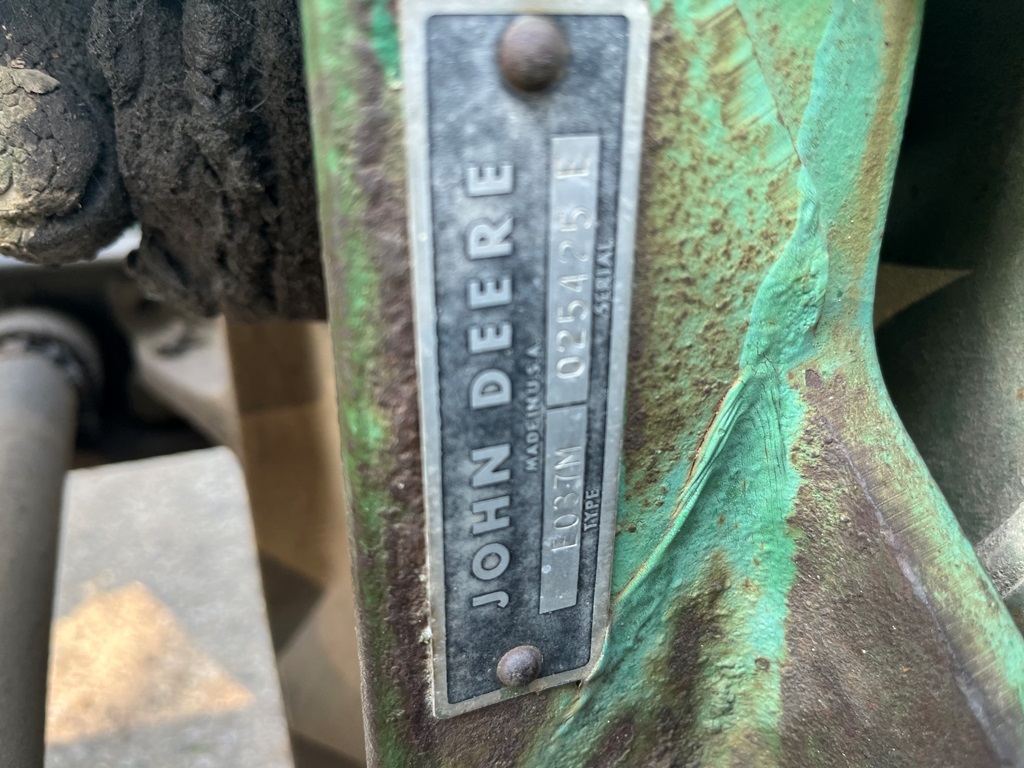 JOHN DEERE
MADE IN U.S.A.
E037M 025425 E
TYPE SERIAL